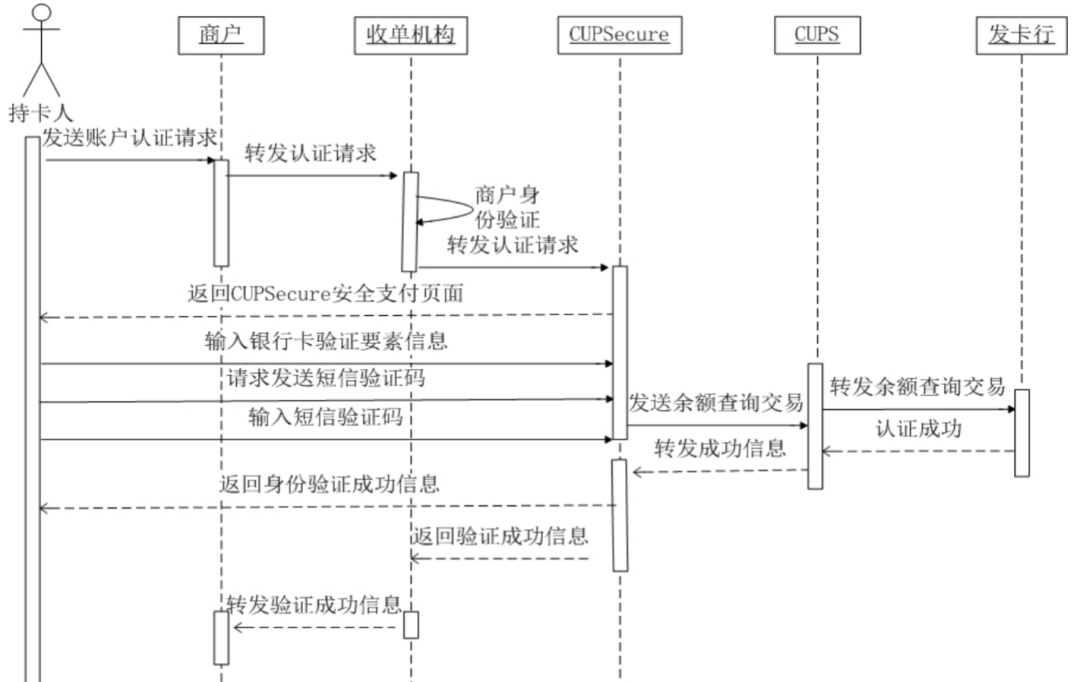 商户
收单机构
CUPSecure
CUPS
发卡行
持卡人
发送账户认证请求
转发认证请求
商户身
份验证
转发认证请求
返回CUPSecure安全支付页面
输入银行卡验证要素信息
请求发送短信验证码
输入短信验证码
发送余额查询交易
转发余额查询交易
认证成功
转发成功信息
返回身份验证成功信息
返回验证成功信息
转发验证成功信息